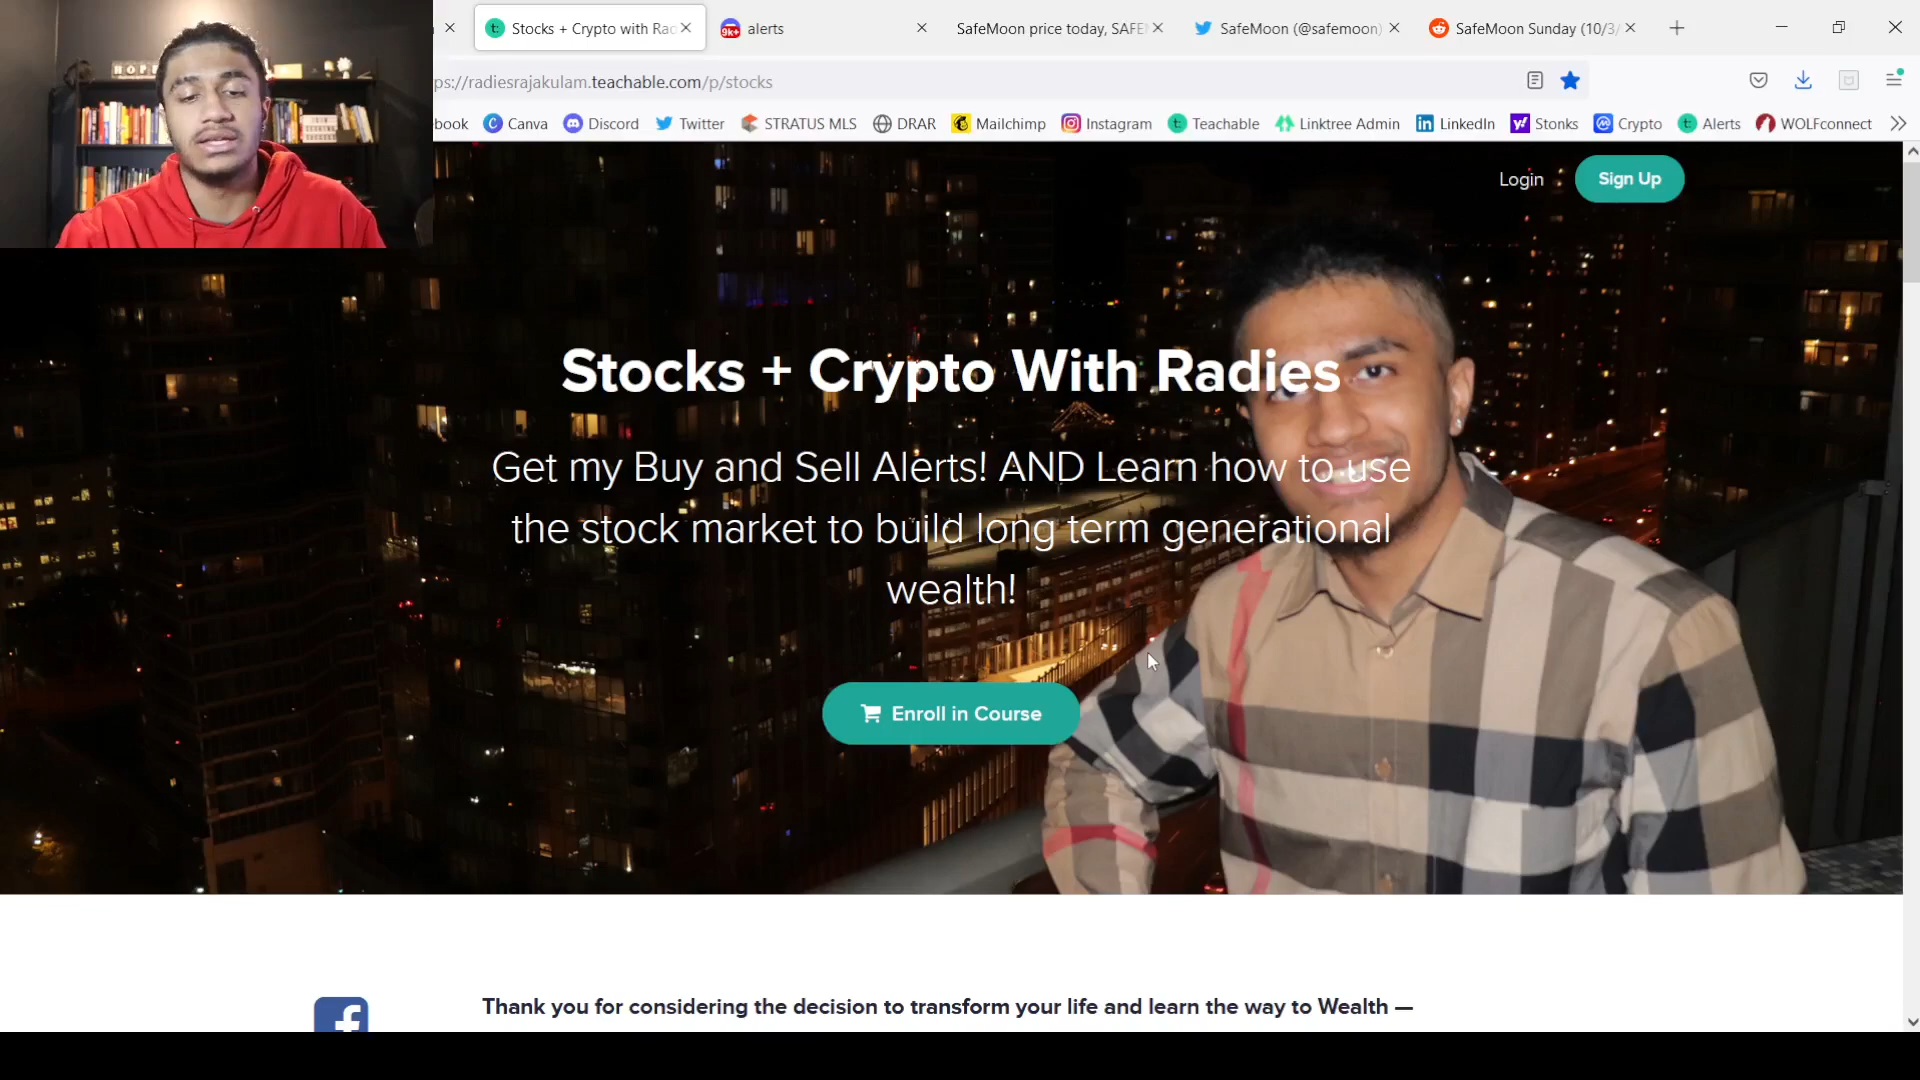 HOPE
Stocks + Crypto with Rad
9K+ alerts
SafeMoon price today, SAFE
SafeMoon (@safemoon)
SafeMoon Sunday (10/3/
ps://radiesrajakulam.teachable.com/p/stocks
book
Canva
Discord
Twitter
STRATUS MLS
DRAR
Mailchimp
Instagram
Teachable
Linktree Admin
LinkedIn
Stonks
Crypto
Alerts
WOLFconnect
Login
Sign Up
Stocks + Crypto With Radies
Get my Buy and Sell Alerts! AND Learn how to use
the stock market to build long term generational
wealth!
Enroll in Course
Thank you for considering the decision to transform your life and learn the way to Wealth —